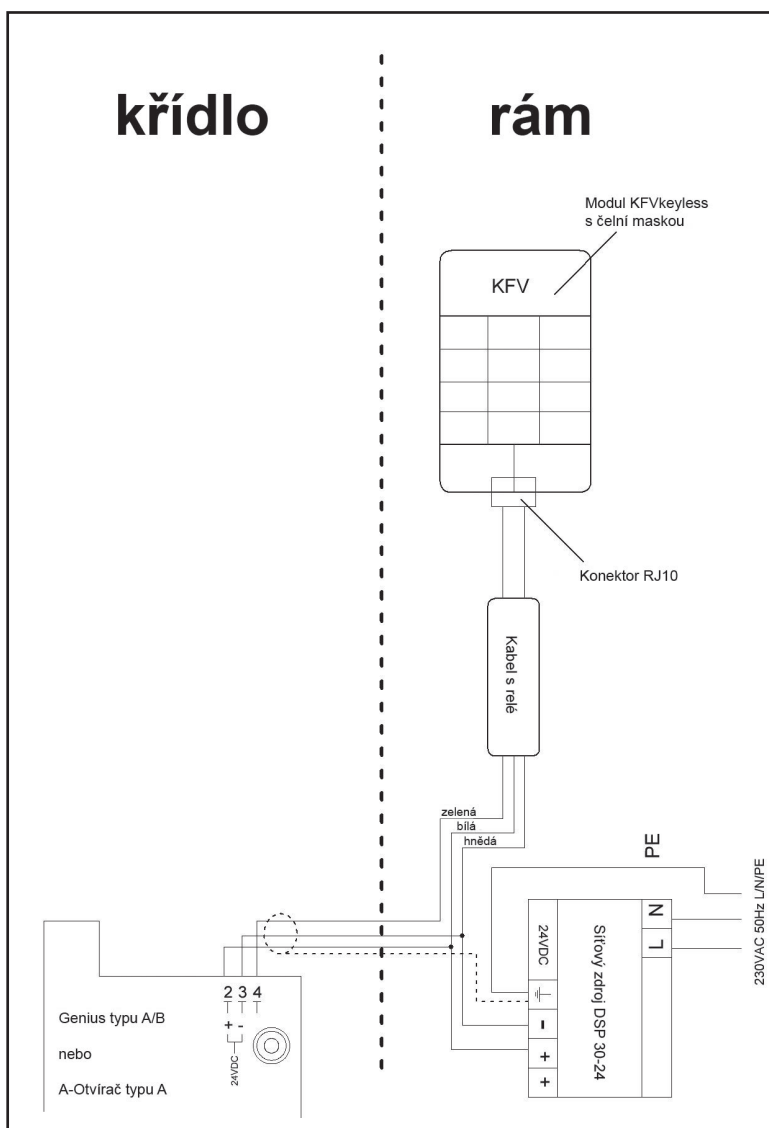 křídlo
rám
Modul KFVkeyless
s čelní maskou
KFV
Konektor RJ10
Kabel s relé
zelená
bílá
hnědá
PE
230VAC 50Hz L/N/PE
N
L
24VDC
Síťový zdroj DSP 30-24
-
+
+
2 3 4
+ -
24VDC
Genius typu A/B
nebo
A-Otvírač typu A